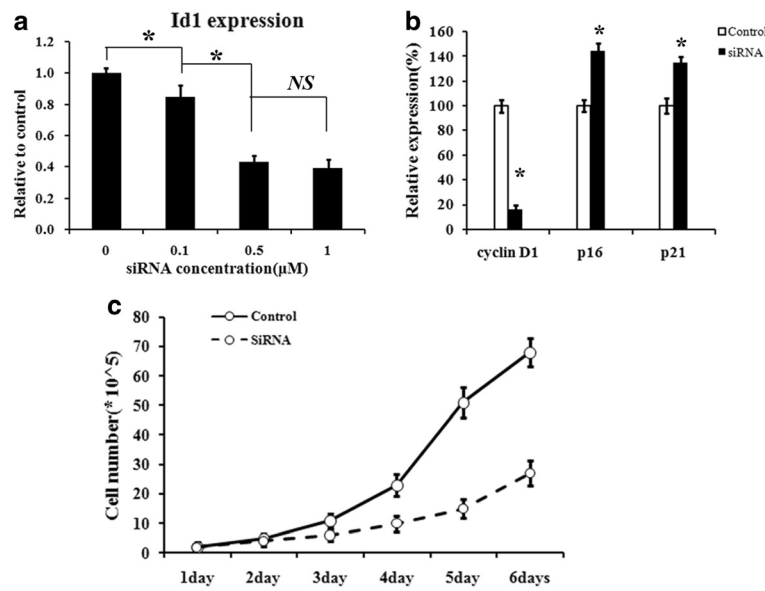 a
Id1 expression
Relative to control
1.2
1.0
0.8
0.6
0.4
0.2
0.0
*
*
NS
0 0.1 0.5 1
siRNA concentration(μM)
b
Relative expression(%)
160
140
120
100
80
60
40
20
0
Control
siRNA
*
*
*
cyclin D1 p16 p21
c
Cell number(*10^5)
80
70
60
50
40
30
20
10
0
Control
SiRNA
1day 2day 3day 4day 5day 6days